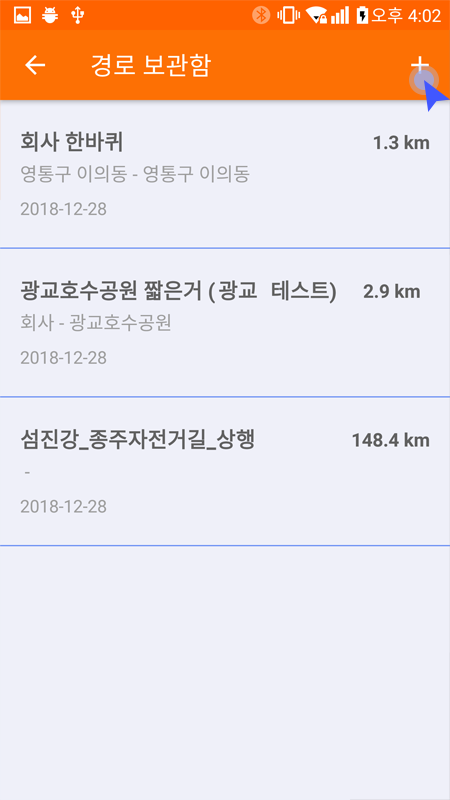 오후 4:02
경로 보관함
회사 한바퀴 1.3 km
영통구 이의동 - 영통구 이의동
2018-12-28
광교호수공원 짧은거 (광교 테스트) 2.9 km
회사 - 광교호수공원
2018-12-28
섬진강_종주자전거길_상행 148.4 km
-
2018-12-28